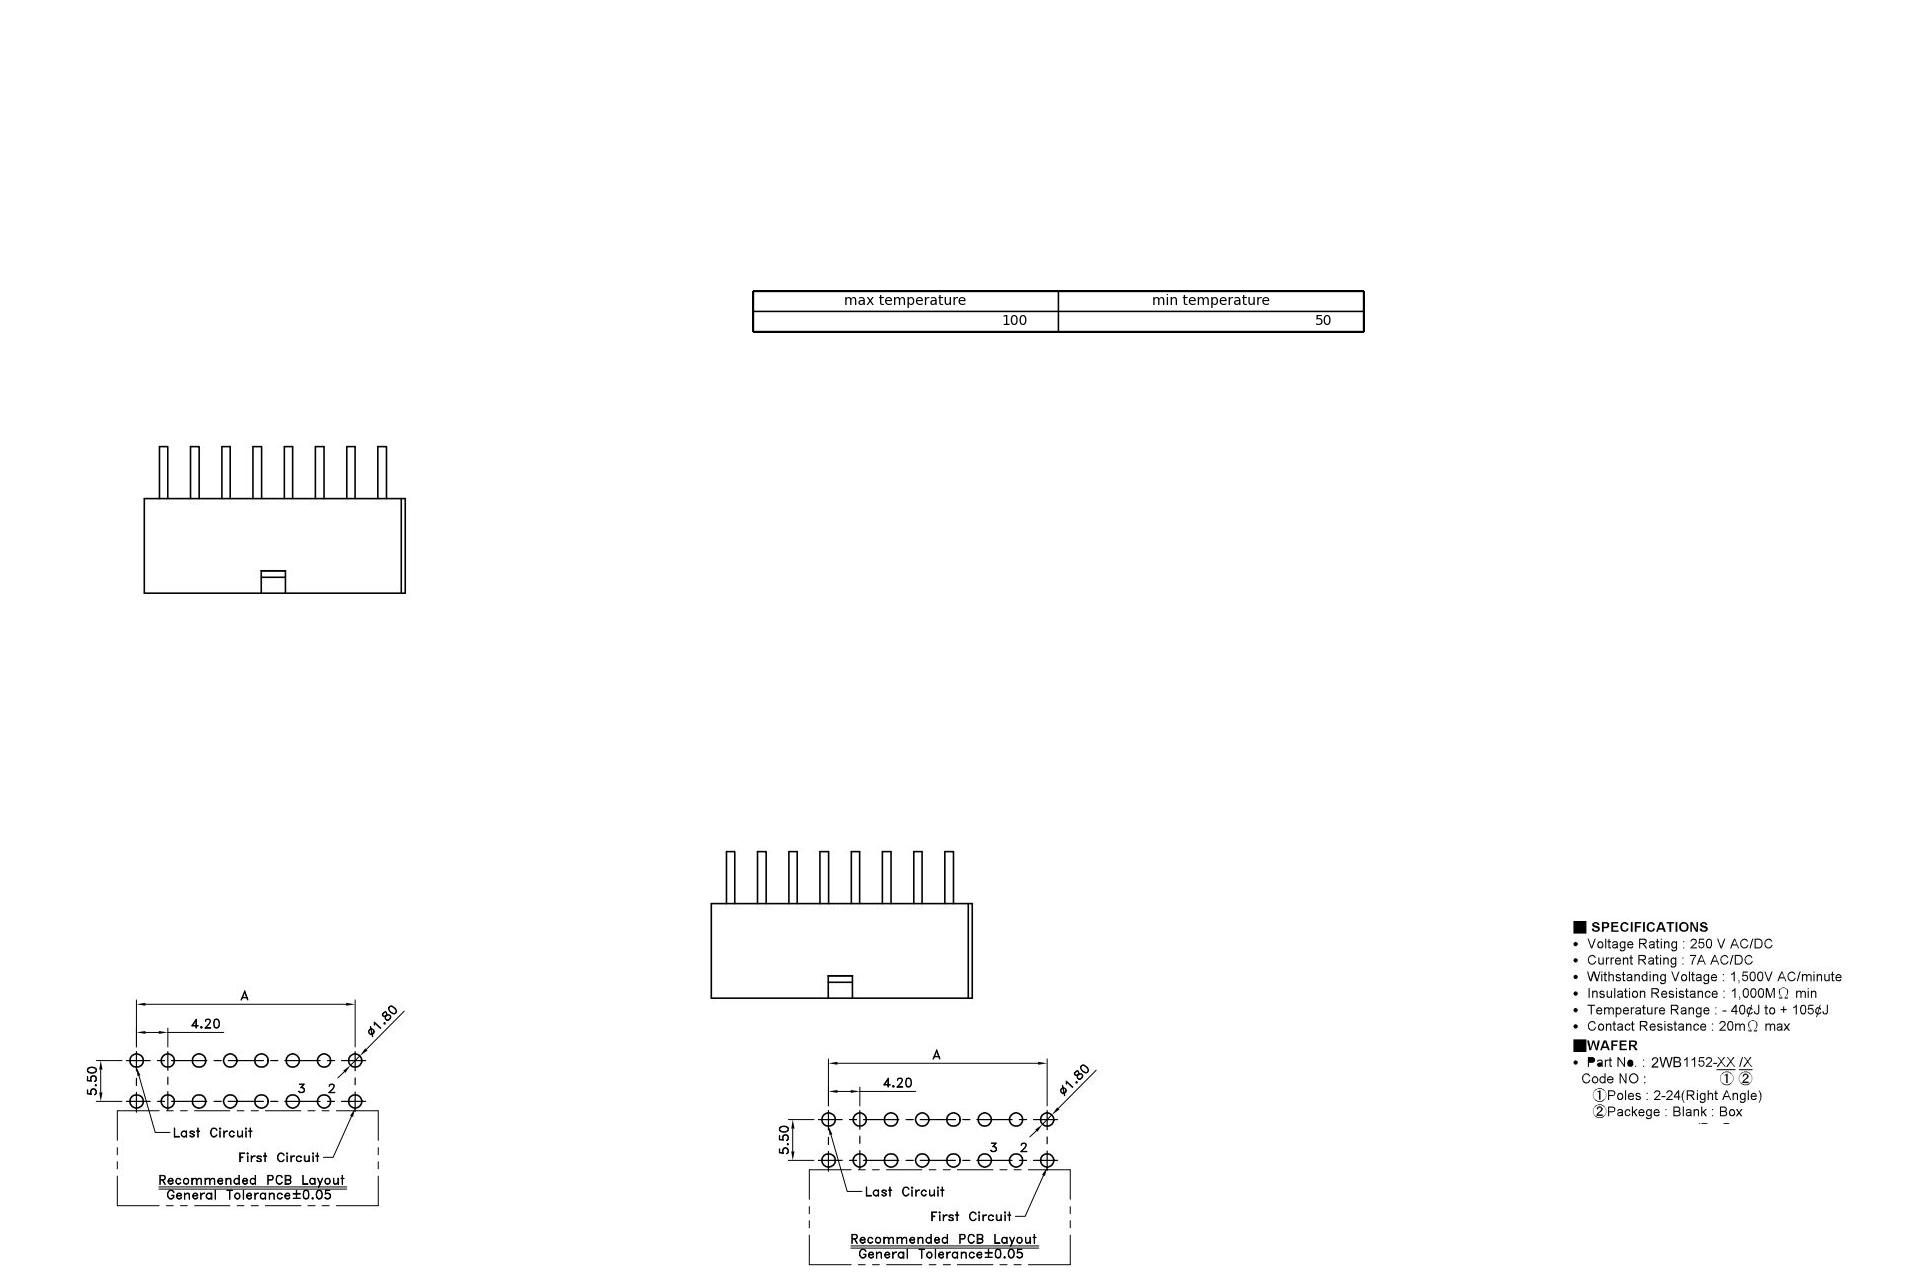 max temperature min temperature
100 50
A
4.20
ø1.80
5.50
3 2
Last Circuit
First Circuit
Recommended PCB Layout
General Tolerance±0.05
A
4.20
ø1.80
5.50
3 2
Last Circuit
First Circuit
Recommended PCB Layout
General Tolerance±0.05
■ SPECIFICATIONS
• Voltage Rating : 250 V AC/DC
• Current Rating : 7A AC/DC
• Withstanding Voltage : 1,500V AC/minute
• Insulation Resistance : 1,000MΩ min
• Temperature Range : - 40¢J to + 105¢J
• Contact Resistance : 20mΩ max
■WAFER
• Part No. : 2WB1152-XX /X
Code NO : ① ②
①Poles : 2-24(Right Angle)
②Packege : Blank : Box